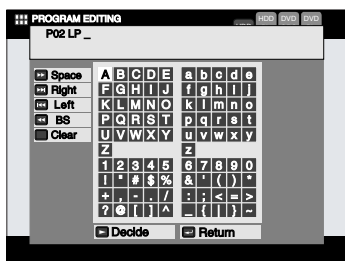 PROGRAM EDITING
HDD HDD DVD DVD
P02 LP _
Space A B C D E a b c d e
Right F G H I J f g h i j
Left K L M N O k l m n o
BS P Q R S T p q r s t
Clear U V W X Y u v w x y
Z z
1 2 3 4 5 6 7 8 9 0
! " # $ % & ' ( ) *
+ , - . / : ; < = >
? @ [ ] ^ _ { | } ~
Decide Return